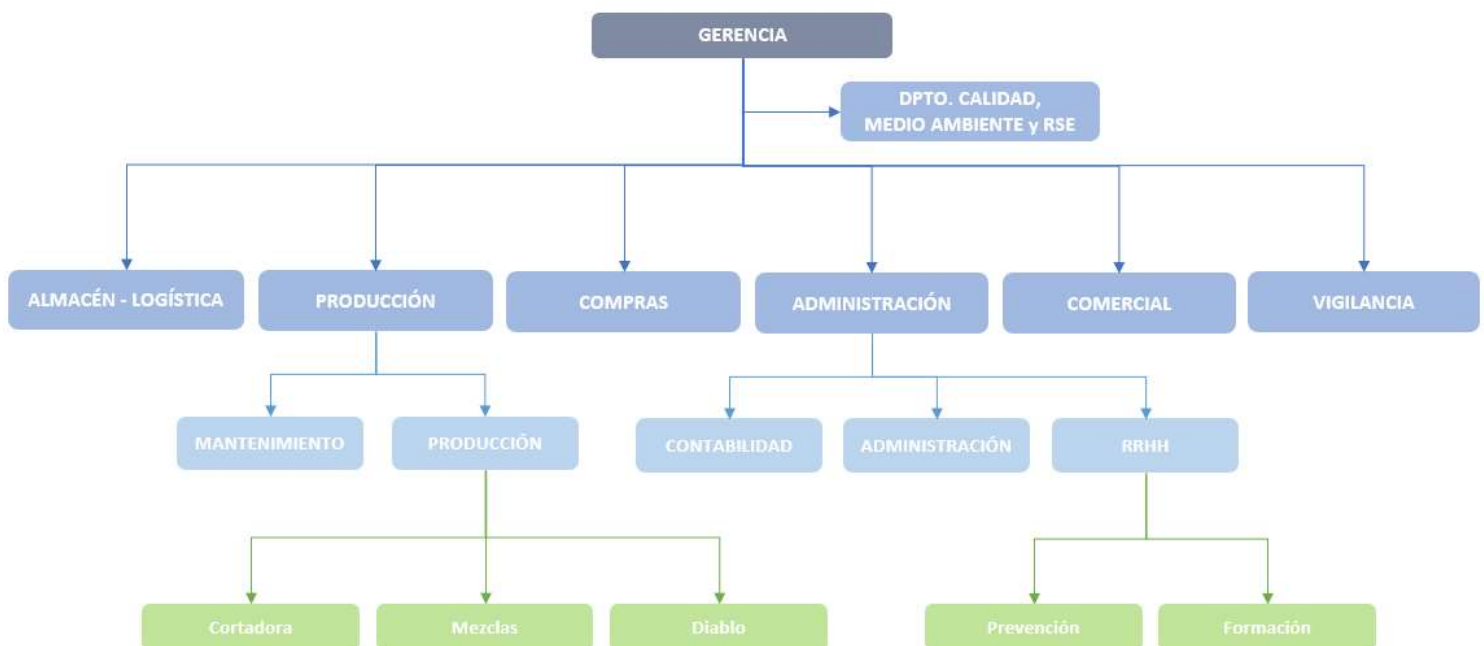 GERENCIA
DPTO. CALIDAD,
MEDIO AMBIENTE y RSE
ALMACÉN - LOGÍSTICA
PRODUCCIÓN
COMPRAS
ADMINISTRACIÓN
COMERCIAL
VIGILANCIA
MANTENIMIENTO
PRODUCCIÓN
CONTABILIDAD
ADMINISTRACIÓN
RRHH
Cortadora
Mezclas
Diablo
Prevención
Formación